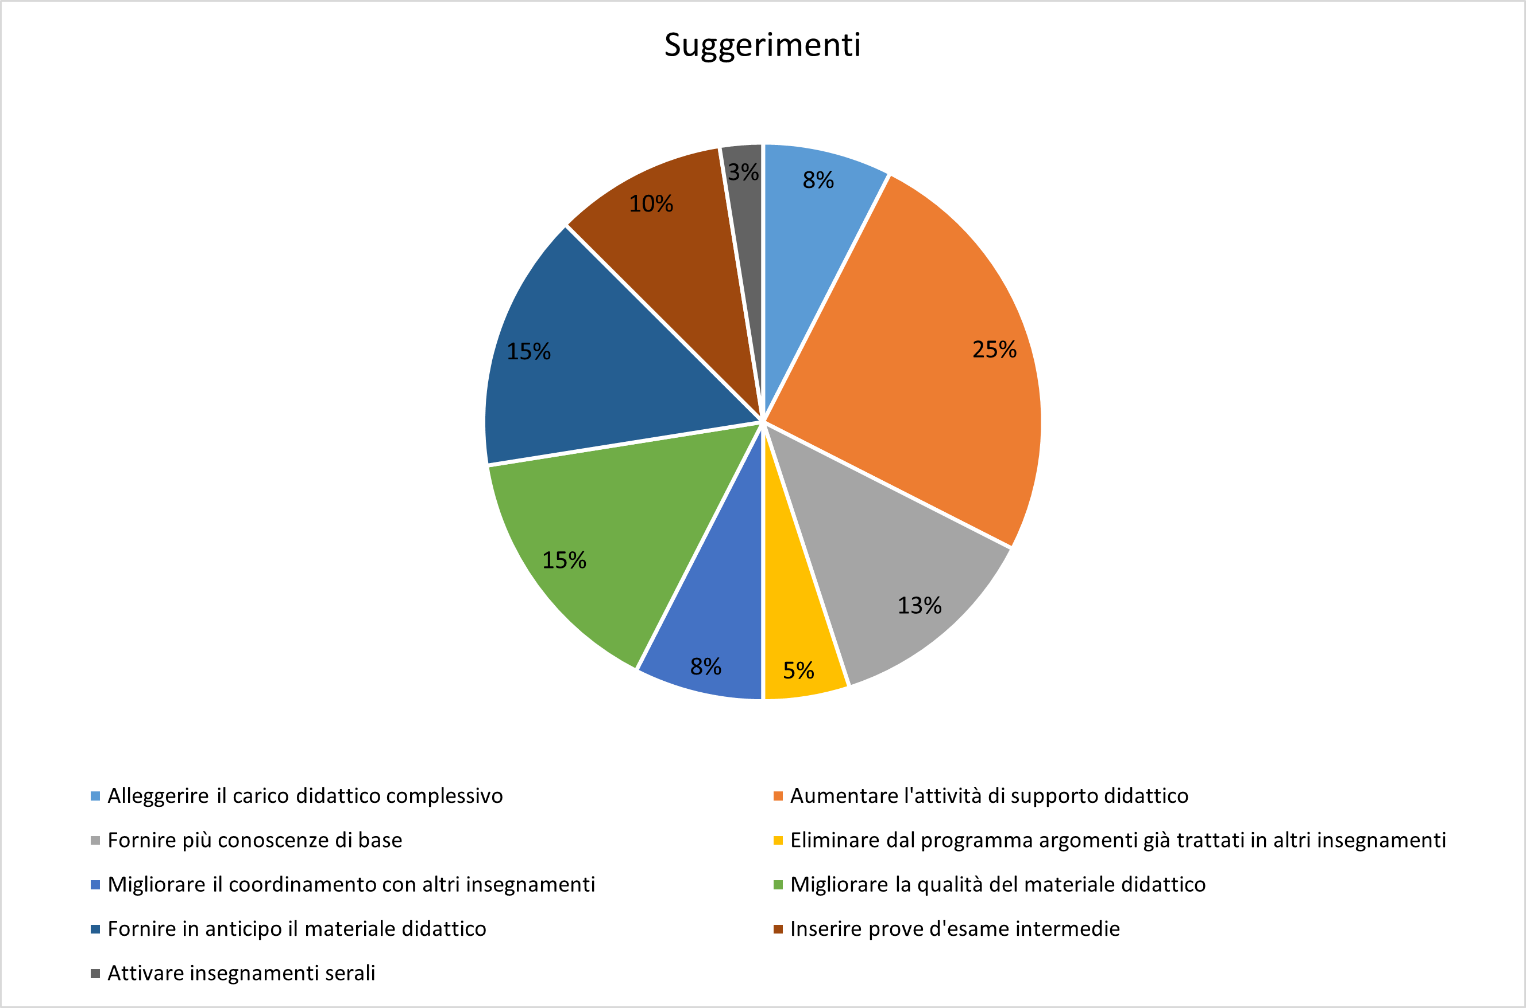 Suggerimenti
3%
8%
10%
25%
15%
15%
13%
8%
5%
Alleggerire il carico didattico complessivo
Aumentare l'attività di supporto didattico
Fornire più conoscenze di base
Eliminare dal programma argomenti già trattati in altri insegnamenti
Migliorare il coordinamento con altri insegnamenti
Migliorare la qualità del materiale didattico
Fornire in anticipo il materiale didattico
Inserire prove d'esame intermedie
Attivare insegnamenti serali